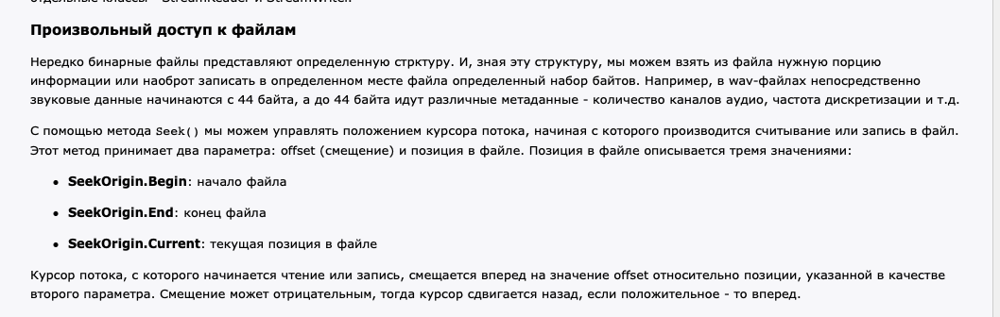 отдельные классы - StreamReader и StreamWriter.
Произвольный доступ к файлам
Нередко бинарные файлы представляют определенную стрктуру. И, зная эту структуру, мы можем взять из файла нужную порцию
информации или наоброт записать в определенном месте файла определенный набор байтов. Например, в wav-файлах непосредственно
звуковые данные начинаются с 44 байта, а до 44 байта идут различные метаданные - количество каналов аудио, частота дискретизации и т.д.
С помощью метода Seek() мы можем управлять положением курсора потока, начиная с которого производится считывание или запись в файл.
Этот метод принимает два параметра: offset (смещение) и позиция в файле. Позиция в файле описывается тремя значениями:
• SeekOrigin.Begin: начало файла
• SeekOrigin.End: конец файла
• SeekOrigin.Current: текущая позиция в файле
Курсор потока, с которого начинается чтение или запись, смещается вперед на значение offset относительно позиции, указанной в качестве
второго параметра. Смещение может отрицательным, тогда курсор сдвигается назад, если положительное - то вперед.